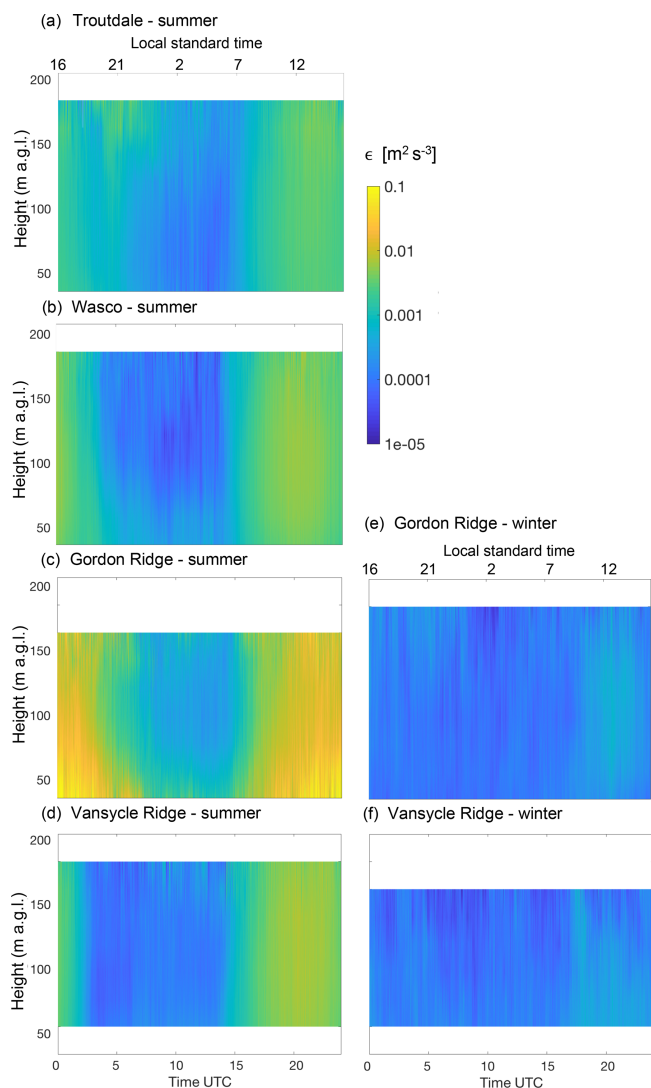 (a) Troutdale - summer
Local standard time
16 21 2 7 12
200
150
100
50
Height (m a.g.l.)
ϵ [m² s⁻³]
0.1
0.01
0.001
0.0001
1e-05
(b) Wasco - summer
200
150
100
50
Height (m a.g.l.)
(c) Gordon Ridge - summer
200
150
100
50
Height (m a.g.l.)
(e) Gordon Ridge - winter
Local standard time
16 21 2 7 12
(d) Vansycle Ridge - summer
200
150
100
50
Height (m a.g.l.)
0 5 10 15 20
Time UTC
(f) Vansycle Ridge - winter
0 5 10 15 20
Time UTC